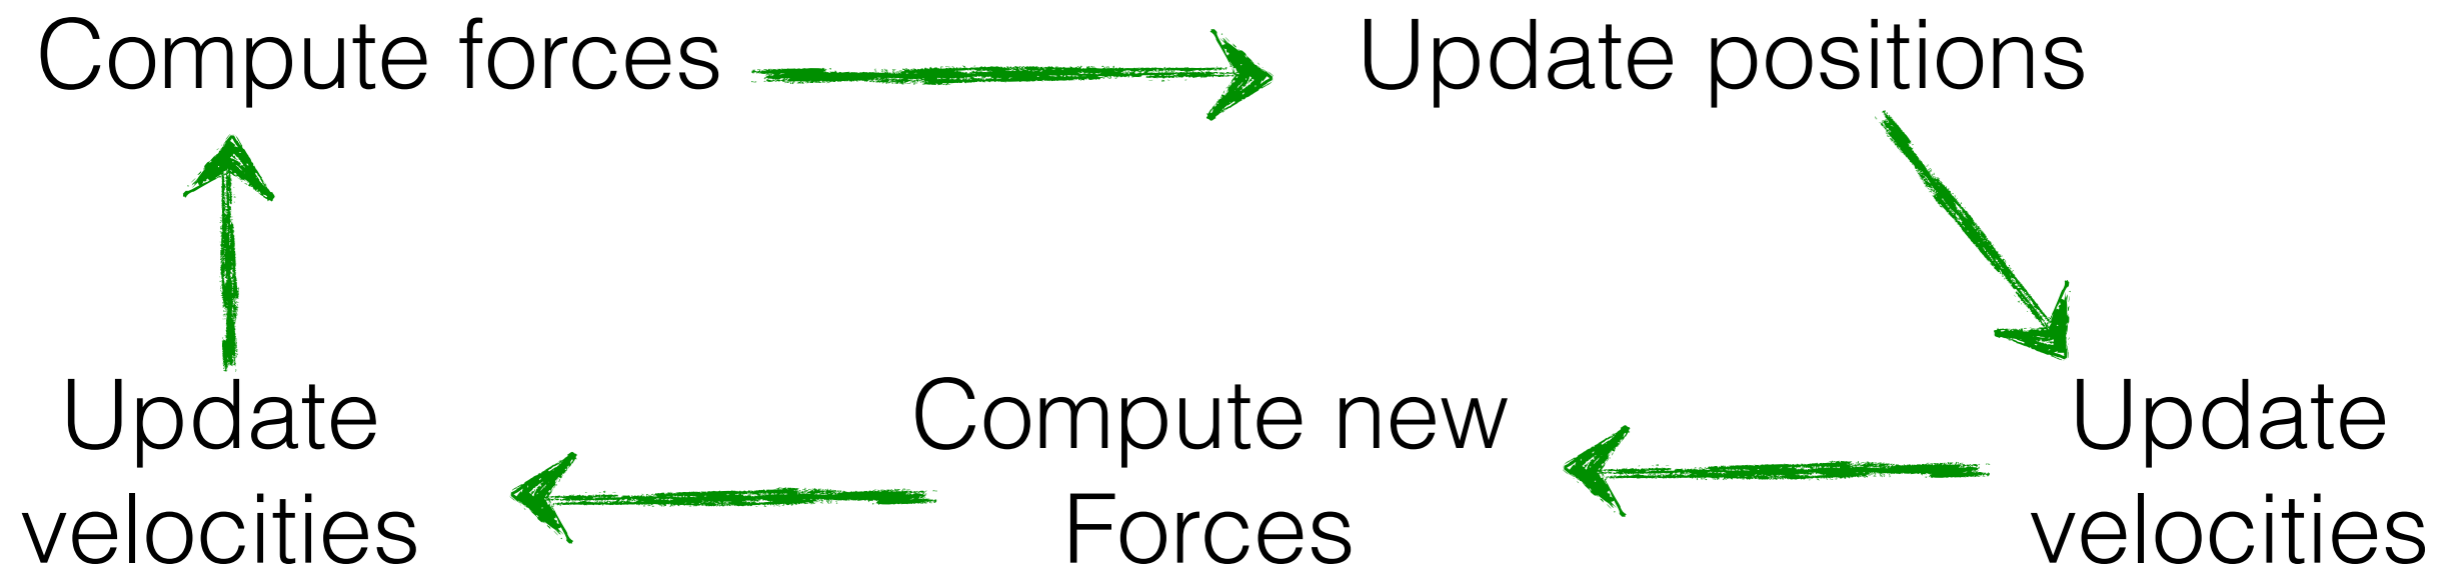 Compute forces
Update positions
Update
velocities
Compute new
Forces
Update
velocities